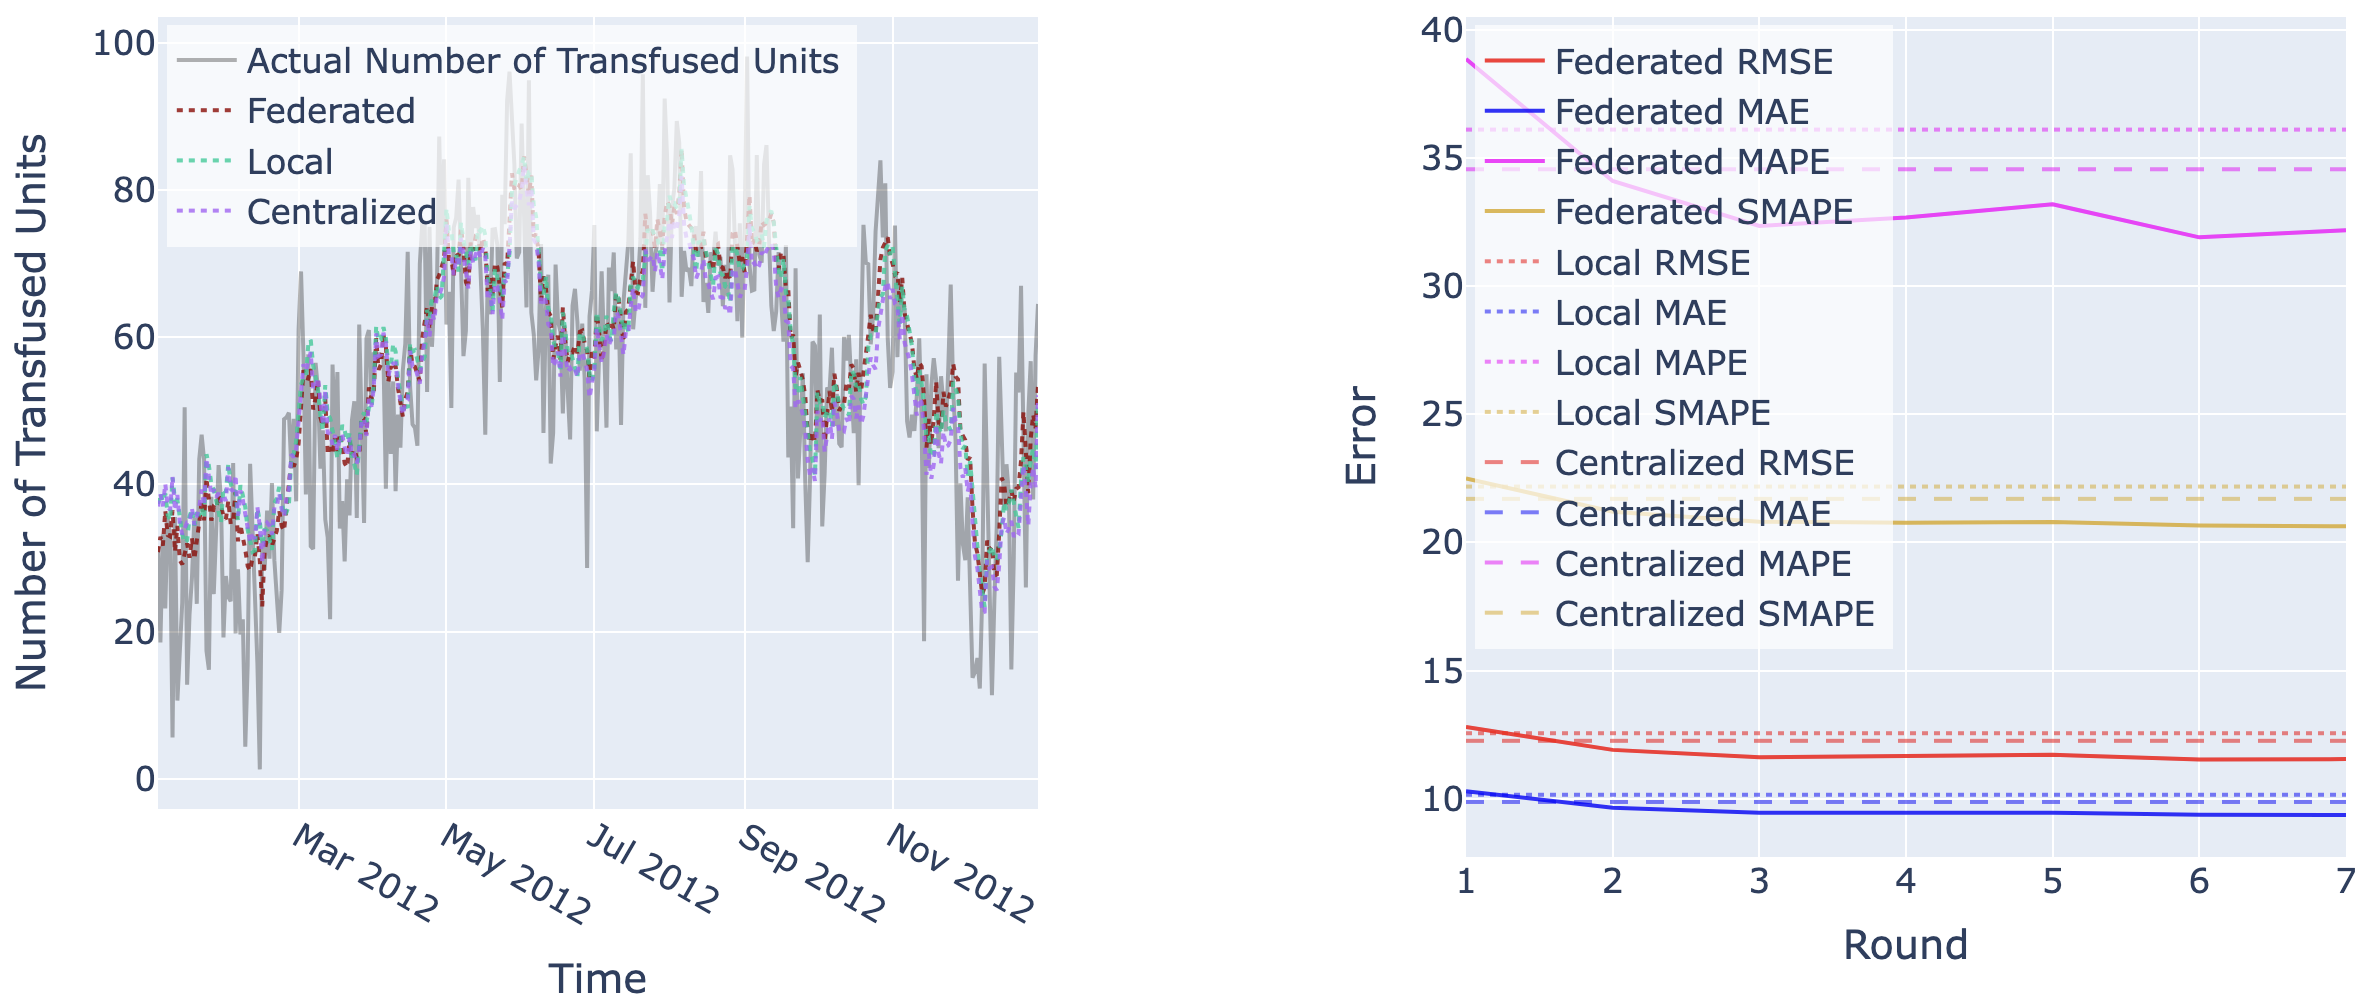 100
80
60
40
20
0
Number of Transfused Units
Actual Number of Transfused Units
Federated
Local
Centralized
Mar 2012
May 2012
Jul 2012
Sep 2012
Nov 2012
Time
40
35
30
25
20
15
10
Error
Federated RMSE
Federated MAE
Federated MAPE
Federated SMAPE
Local RMSE
Local MAE
Local MAPE
Local SMAPE
Centralized RMSE
Centralized MAE
Centralized MAPE
Centralized SMAPE
1 2 3 4 5 6 7
Round